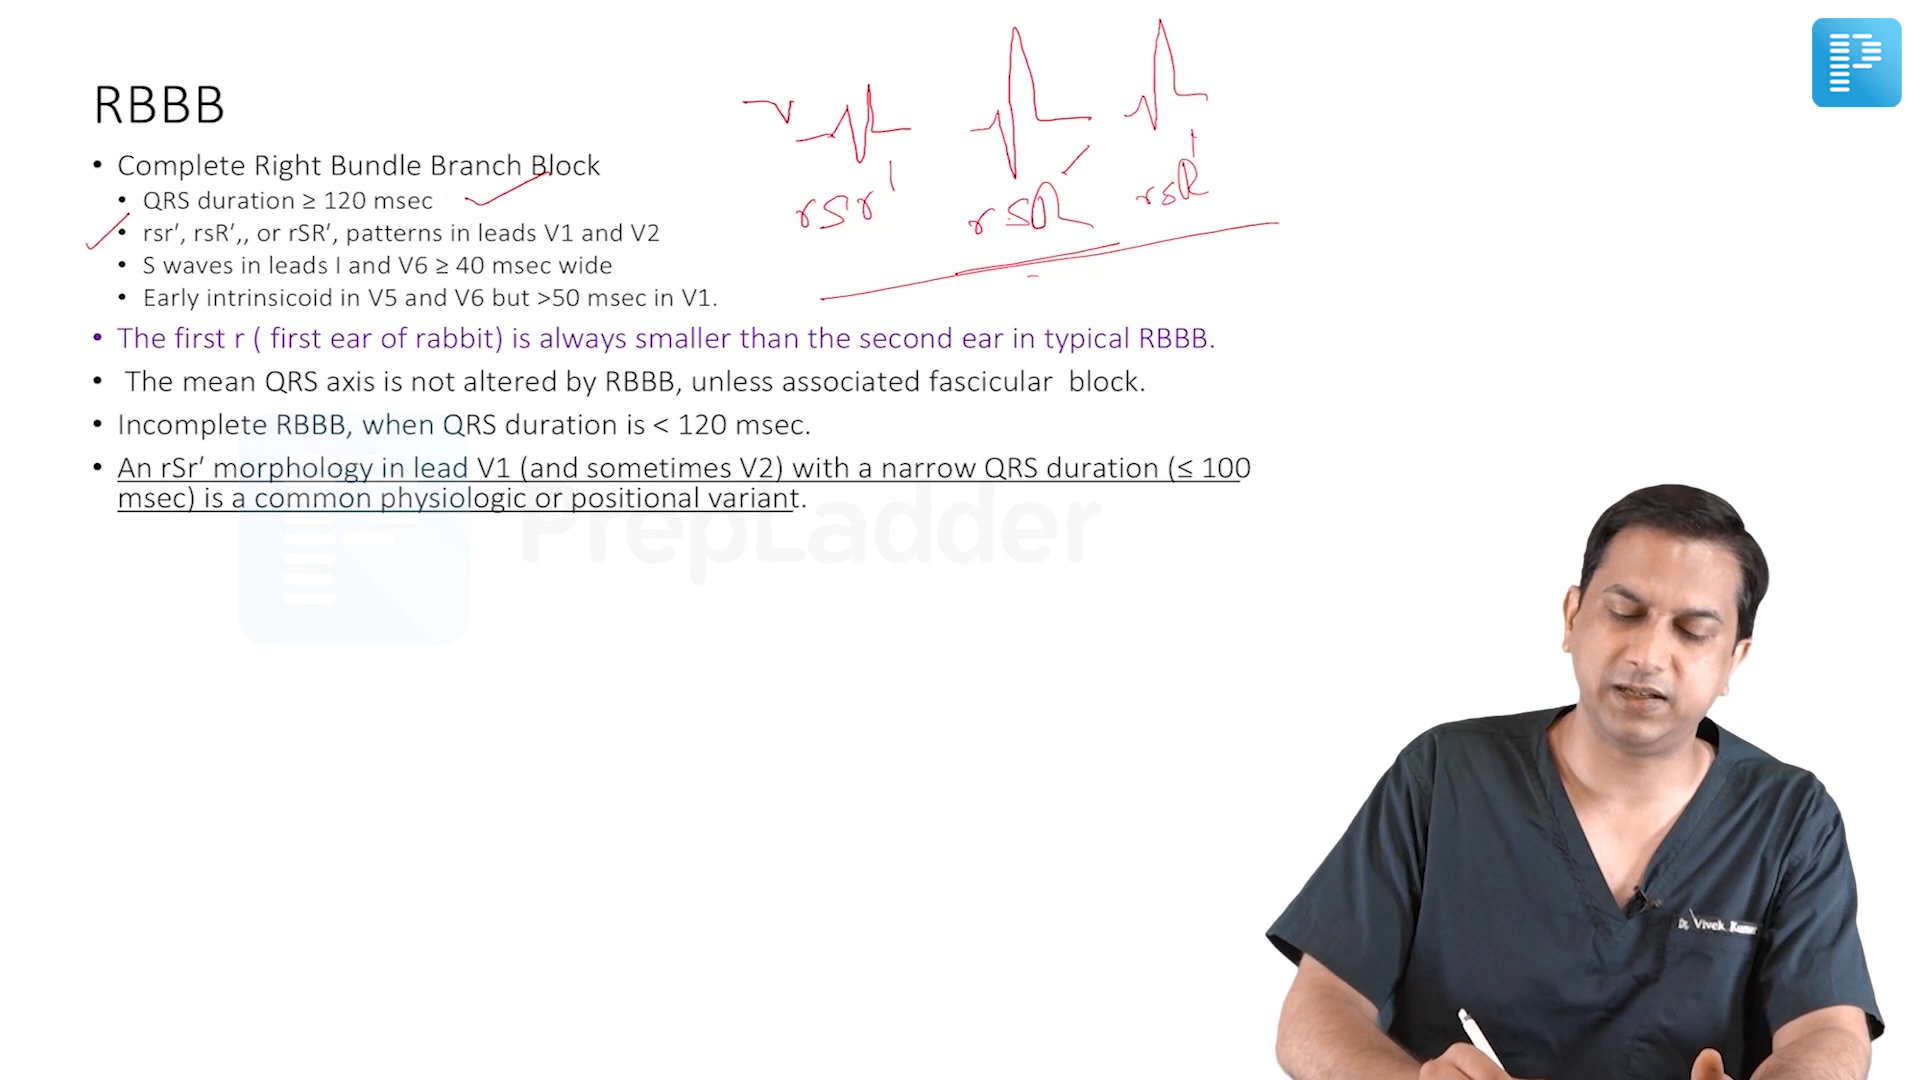 RBBB
• Complete Right Bundle Branch Block
• QRS duration ≥ 120 msec
• rsr′, rsR′,, or rSR′, patterns in leads V1 and V2
• S waves in leads I and V6 ≥ 40 msec wide
• Early intrinsicoid in V5 and V6 but >50 msec in V1.
rSr′
rSR′
rsR′
• The first r ( first ear of rabbit) is always smaller than the second ear in typical RBBB.
• The mean QRS axis is not altered by RBBB, unless associated fascicular block.
• Incomplete RBBB, when QRS duration is < 120 msec.
• An rSr′ morphology in lead V1 (and sometimes V2) with a narrow QRS duration (≤ 100
msec) is a common physiologic or positional variant.
PrepLadder
Dr. Vivek Kumar